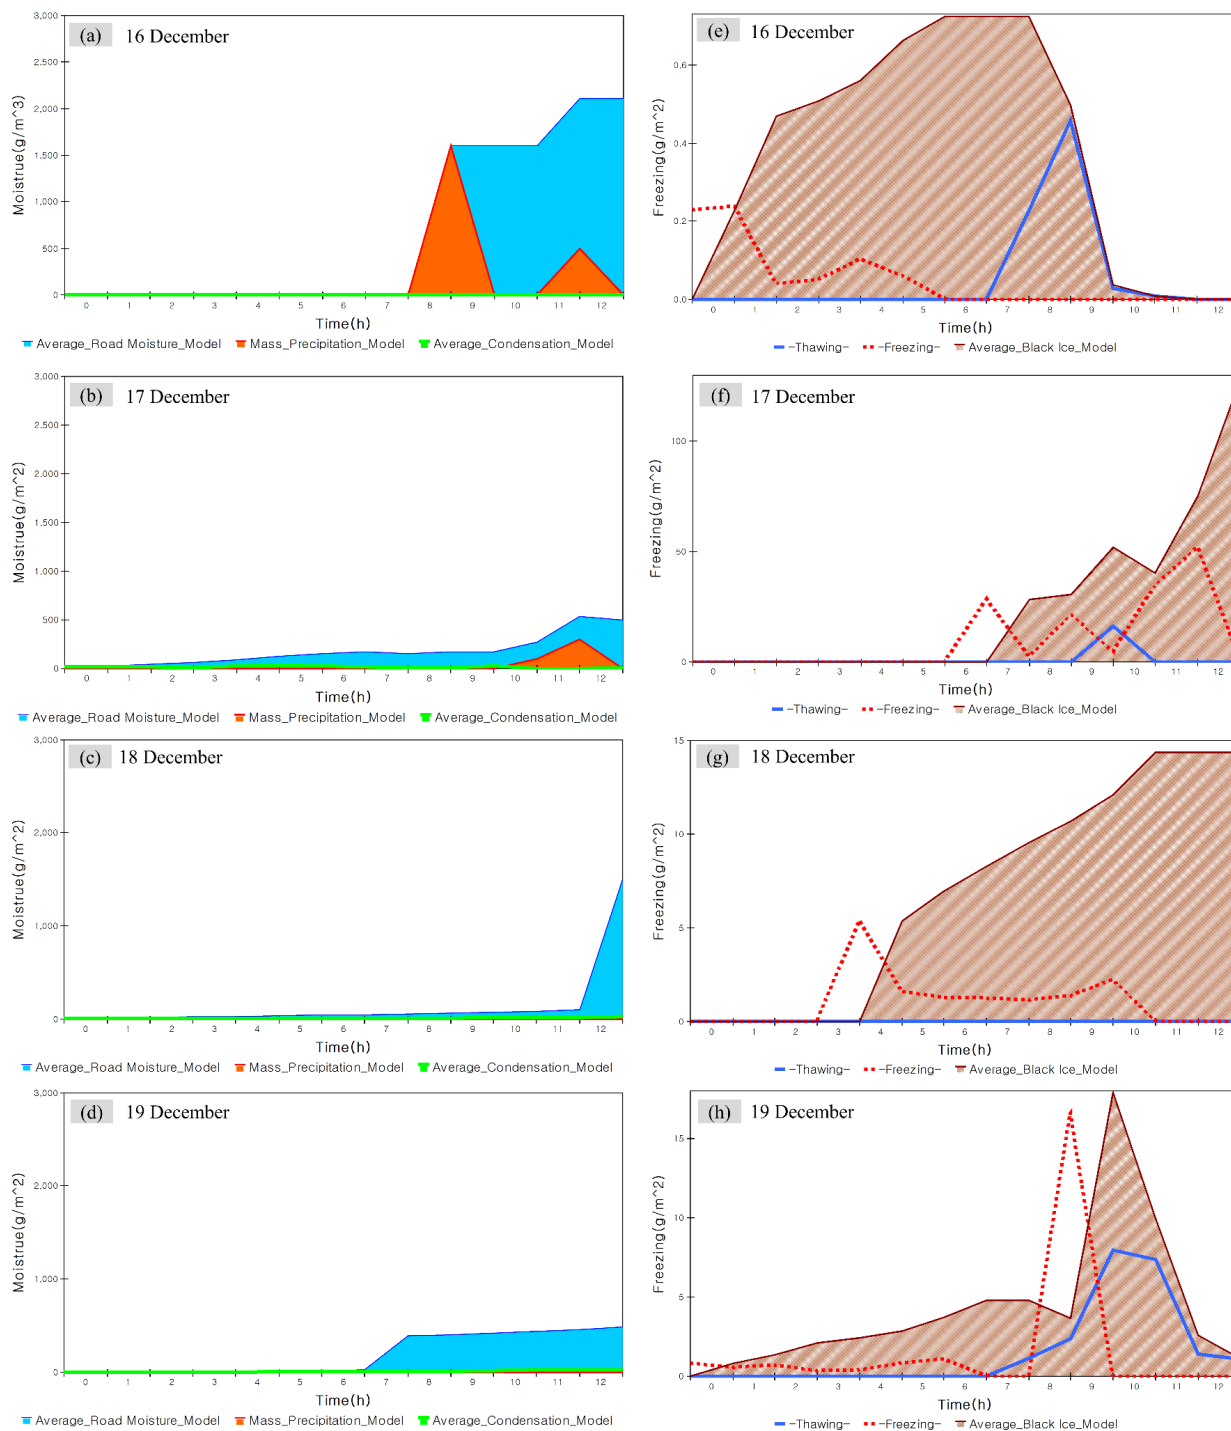 (a) 16 December
3,000
2,500
2,000
1,500
1,000
500
0
Moistrue(g/m^3)
0 1 2 3 4 5 6 7 8 9 10 11 12
Time(h)
Average_Road Moisture_Model Mass_Precipitation_Model Average_Condensation_Model
(e) 16 December
0.6
0.4
0.2
0.0
Freezing(g/m^2)
0 1 2 3 4 5 6 7 8 9 10 11 12
Time(h)
-Thawing- -Freezing- Average_Black Ice_Model
(b) 17 December
3,000
2,500
2,000
1,500
1,000
500
0
Moistrue(g/m^2)
0 1 2 3 4 5 6 7 8 9 10 11 12
Time(h)
Average_Road Moisture_Model Mass_Precipitation_Model Average_Condensation_Model
(f) 17 December
100
50
0
Freezing(g/m^2)
0 1 2 3 4 5 6 7 8 9 10 11 12
Time(h)
-Thawing- -Freezing- Average_Black Ice_Model
(c) 18 December
3,000
2,000
1,000
0
Moistrue(g/m^2)
0 1 2 3 4 5 6 7 8 9 10 11 12
Time(h)
Average_Road Moisture_Model Mass_Precipitation_Model Average_Condensation_Model
(g) 18 December
15
10
5
0
Freezing(g/m^2)
0 1 2 3 4 5 6 7 8 9 10 11 12
Time(h)
-Thawing- -Freezing- Average_Black Ice_Model
(d) 19 December
3,000
2,000
1,000
0
Moistrue(g/m^2)
0 1 2 3 4 5 6 7 8 9 10 11 12
Time(h)
Average_Road Moisture_Model Mass_Precipitation_Model Average_Condensation_Model
(h) 19 December
15
10
5
0
Freezing(g/m^2)
0 1 2 3 4 5 6 7 8 9 10 11 12
Time(h)
-Thawing- -Freezing- Average_Black Ice_Model